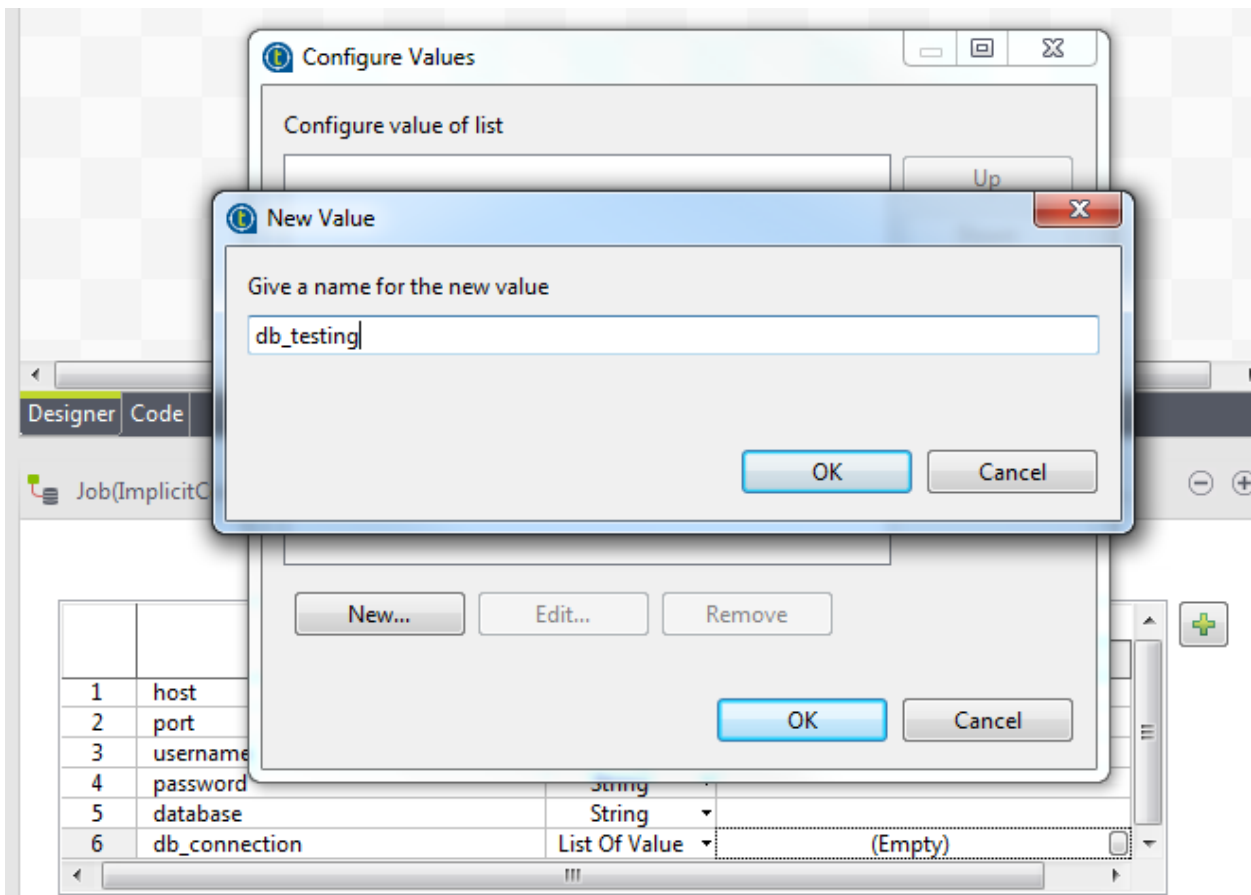 Configure Values
Configure value of list
Up
New Value
Give a name for the new value
db_testing
OK Cancel
Designer Code
Job(ImplicitC
New... Edit... Remove
OK Cancel
1 host
2 port
3 username
4 password String
5 database String
6 db_connection List Of Value (Empty)